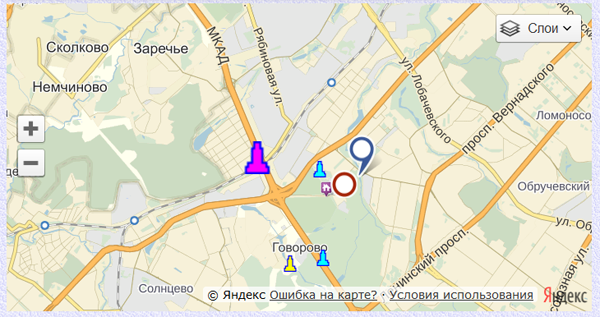 Сколково
Заречье
МКАД
Рябиновая ул.
Слои
Немчиново
ул. Лобачевского
просп. Вернадского
Ломоносо
Обручевский
ул. Об
Говорово
Солнцево
инский просп.
© Яндекс Ошибка на карте? · Условия использования
Яндекс